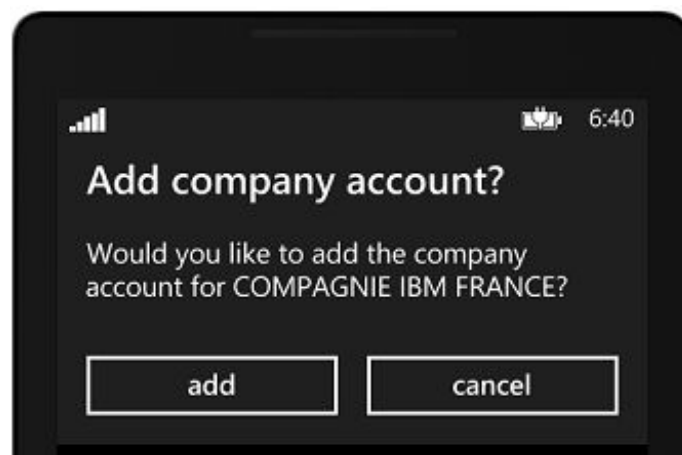 6:40
Add company account?
Would you like to add the company
account for COMPAGNIE IBM FRANCE?
add
cancel